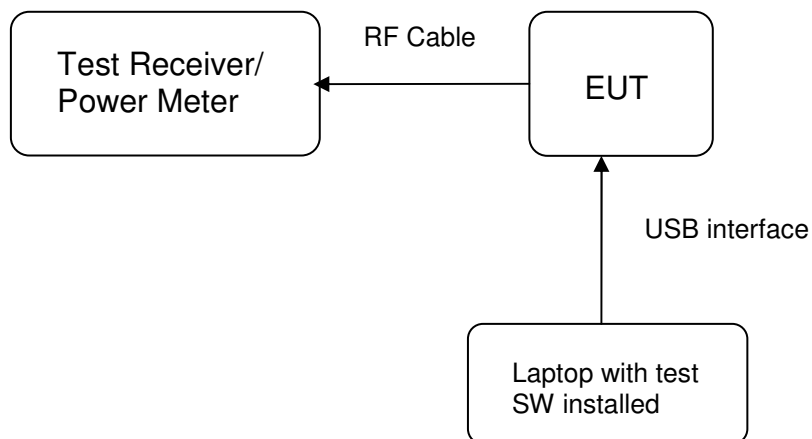 RF Cable
Test Receiver/
Power Meter
EUT
USB interface
Laptop with test
SW installed